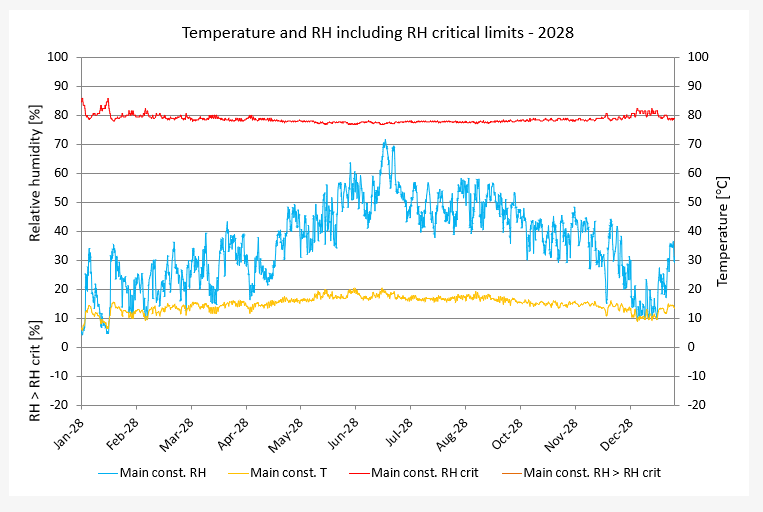 Temperature and RH including RH critical limits - 2028
Relative humidity [%]
RH > RH crit [%]
100
90
80
70
60
50
40
30
20
10
0
-10
-20
100
90
80
70
60
50
40
30
20
10
0
-10
-20
Temperature [°C]
Jan-28
Feb-28
Mar-28
Apr-28
May-28
Jun-28
Jul-28
Aug-28
Oct-28
Nov-28
Dec-28
Main const. RH
Main const. T
Main const. RH crit
Main const. RH > RH crit